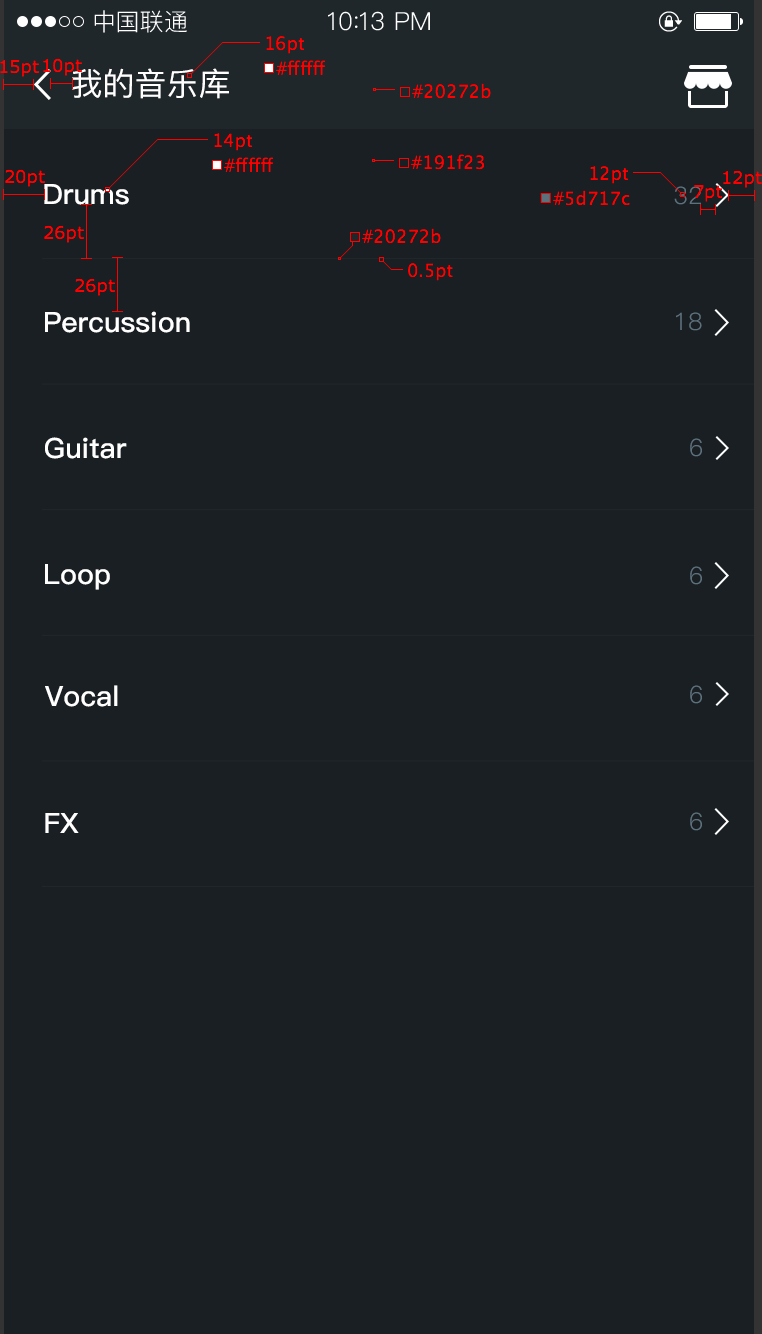 中国联通 10:13 PM
16pt
15pt 10pt #ffffff
我的音乐库 #20272b
14pt
#ffffff #191f23
20pt 12pt 12pt
Drums #5d717c 32 7pt
26pt #20272b
0.5pt
26pt
Percussion 18
Guitar 6
Loop 6
Vocal 6
FX 6